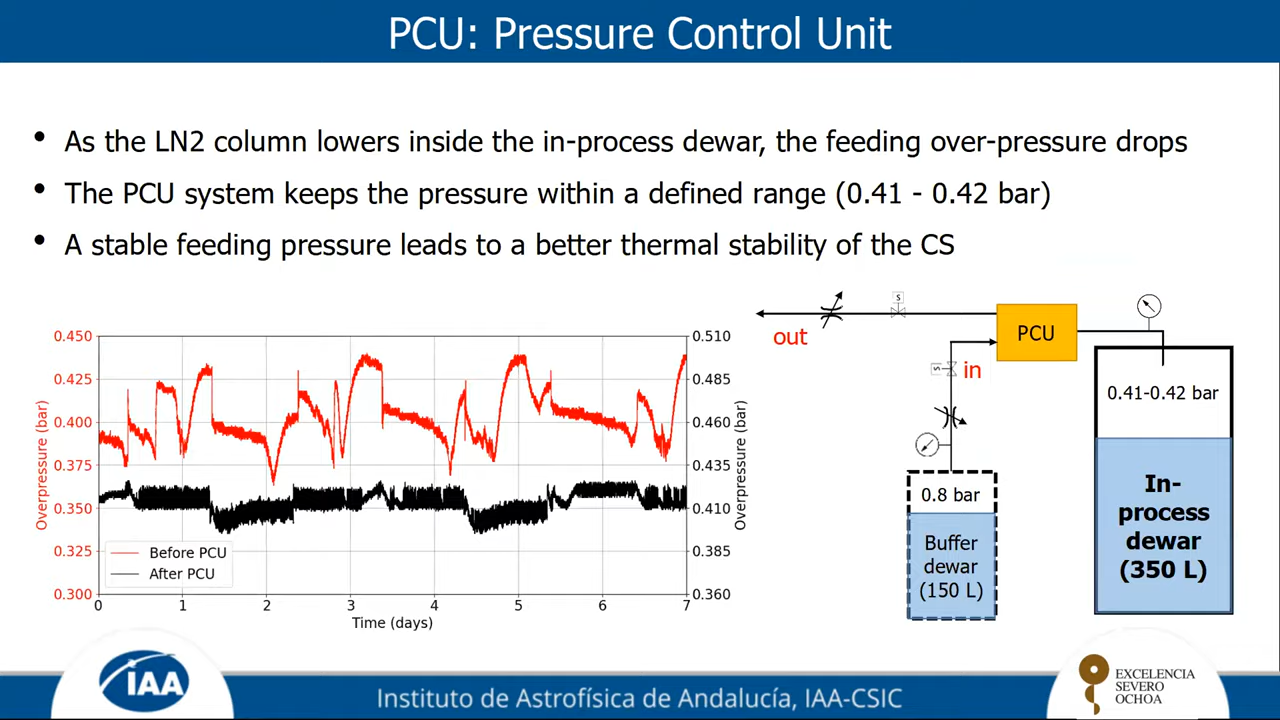 PCU: Pressure Control Unit
• As the LN2 column lowers inside the in-process dewar, the feeding over-pressure drops
• The PCU system keeps the pressure within a defined range (0.41 - 0.42 bar)
• A stable feeding pressure leads to a better thermal stability of the CS
0.450
0.425
0.400
0.375
0.350
0.325
0.300
Overpressure (bar)
Before PCU
After PCU
0 1 2 3 4 5 6 7
Time (days)
0.510
0.485
0.460
0.435
0.410
0.385
0.360
Overpressure (bar)
S
out
PCU
S
in
0.41-0.42 bar
0.8 bar
Buffer
dewar
(150 L)
In-
process
dewar
(350 L)
IAA
Instituto de Astrofísica de Andalucía, IAA-CSIC
EXCELENCIA
SEVERO
OCHOA